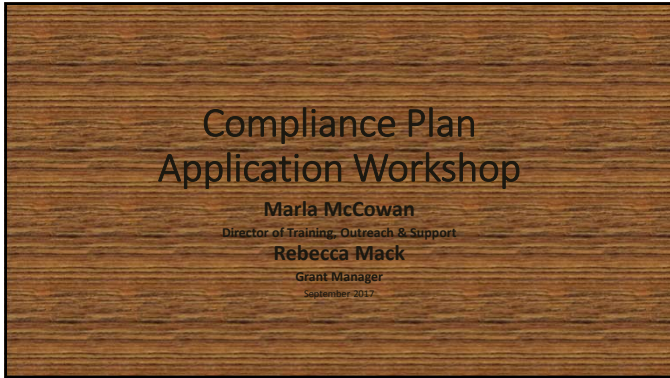 Compliance Plan
Application Workshop
Marla McCowan
Director of Training, Outreach & Support
Rebecca Mack
Grant Manager
September 2017